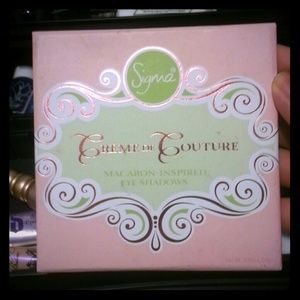 Sigma
CRÈME DE COUTURE
MACARON-INSPIRED
EYE SHADOWS